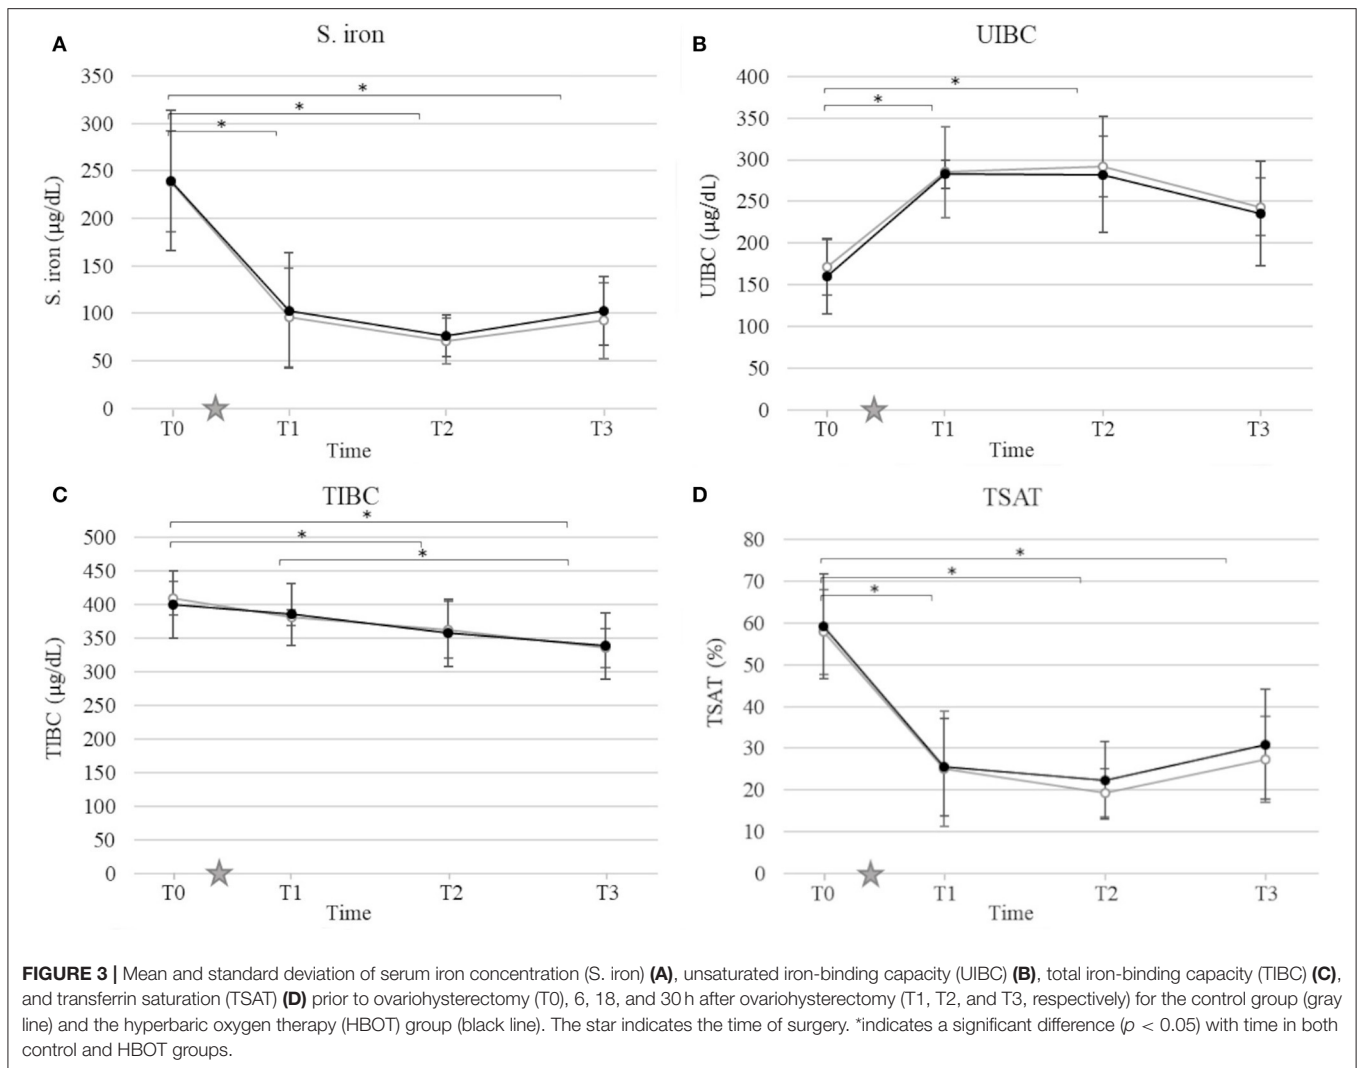 A
S. iron
350
300
250
200
150
100
50
0
S. iron (µg/dL)
*
*
*
T0
T1
T2
T3
Time
B
UIBC
400
350
300
250
200
150
100
50
0
UIBC (µg/dL)
*
*
T0
T1
T2
T3
Time
C
TIBC
500
450
400
350
300
250
200
150
100
50
0
TIBC (µg/dL)
*
*
*
T0
T1
T2
T3
Time
D
TSAT
80
70
60
50
40
30
20
10
0
TSAT (%)
*
*
*
T0
T1
T2
T3
Time
FIGURE 3 | Mean and standard deviation of serum iron concentration (S. iron) (A), unsaturated iron-binding capacity (UIBC) (B), total iron-binding capacity (TIBC) (C),
and transferrin saturation (TSAT) (D) prior to ovariohysterectomy (T0), 6, 18, and 30 h after ovariohysterectomy (T1, T2, and T3, respectively) for the control group (gray
line) and the hyperbaric oxygen therapy (HBOT) group (black line). The star indicates the time of surgery. *indicates a significant difference (p < 0.05) with time in both
control and HBOT groups.